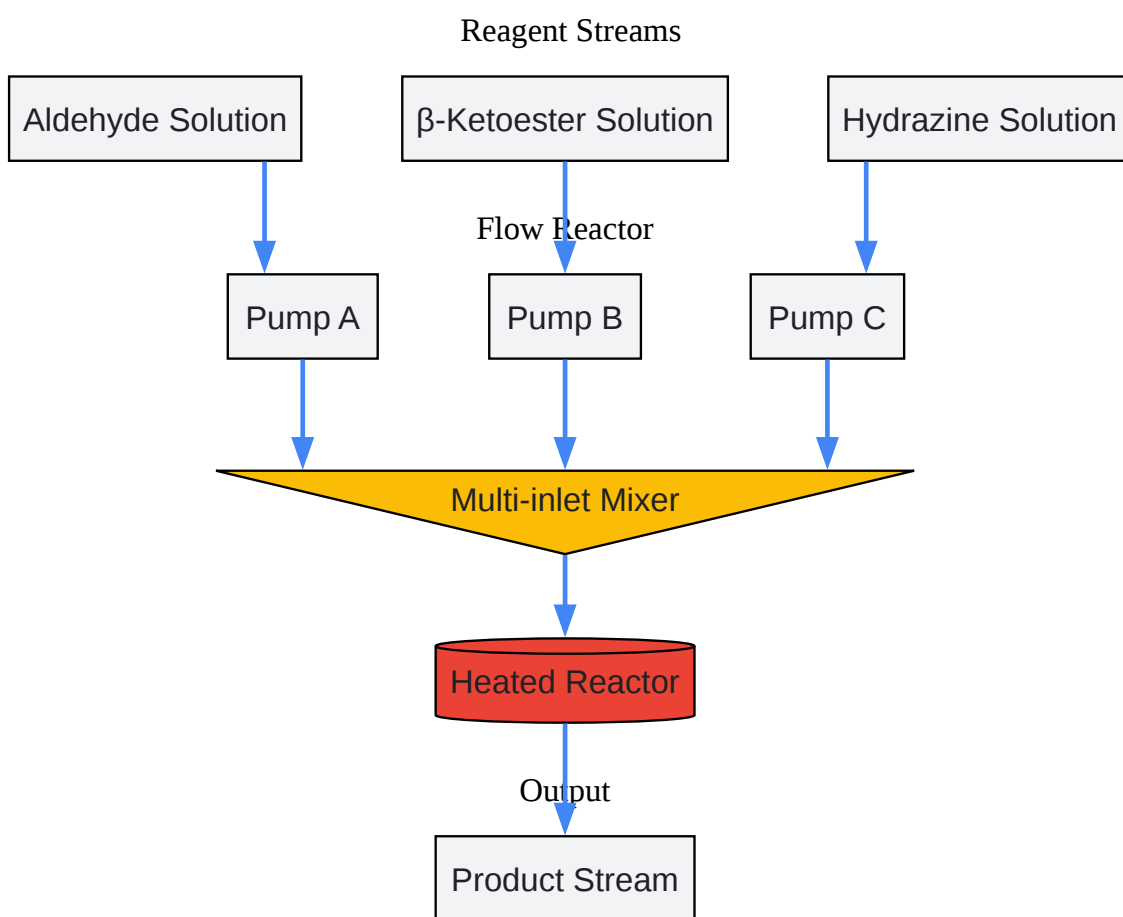 Reagent Streams
Aldehyde Solution
β-Ketoester Solution
Hydrazine Solution
Flow Reactor
Pump A
Pump B
Pump C
Multi-inlet Mixer
Heated Reactor
Output
Product Stream